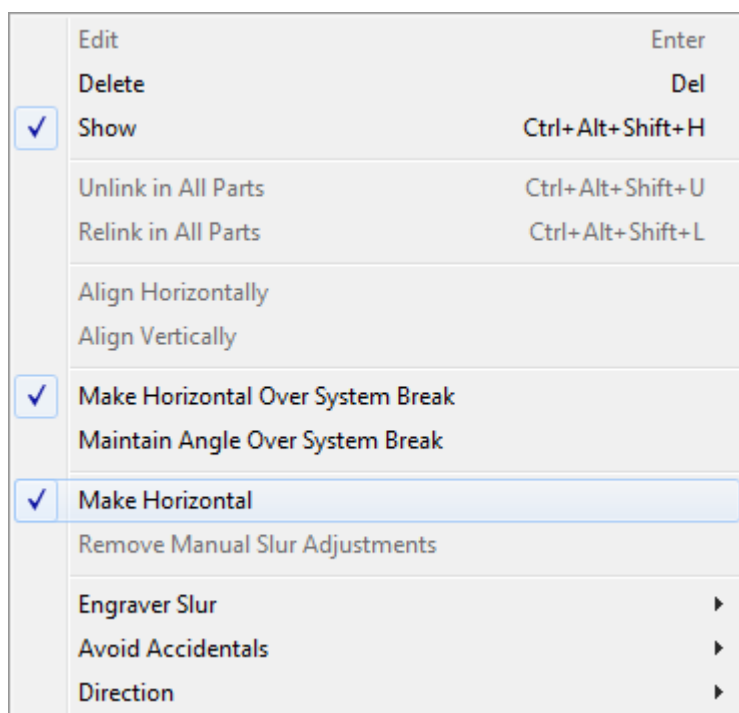 Edit Enter
Delete Del
Show Ctrl+Alt+Shift+H
Unlink in All Parts Ctrl+Alt+Shift+U
Relink in All Parts Ctrl+Alt+Shift+L
Align Horizontally
Align Vertically
Make Horizontal Over System Break
Maintain Angle Over System Break
Make Horizontal
Remove Manual Slur Adjustments
Engraver Slur
Avoid Accidentals
Direction